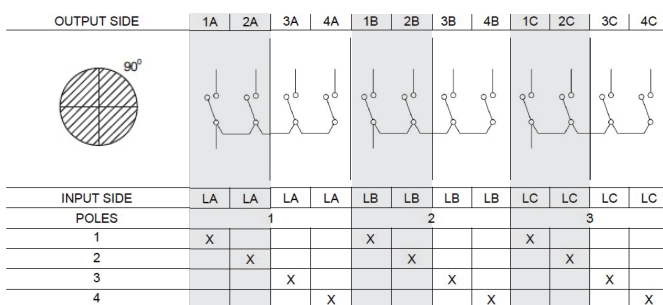 OUTPUT SIDE 1A 2A 3A 4A 1B 2B 3B 4B 1C 2C 3C 4C
90⁰
INPUT SIDE LA LA LA LA LB LB LB LB LC LC LC LC
POLES 1 2 3
1 X X X
2 X X X
3 X X X
4 X X X